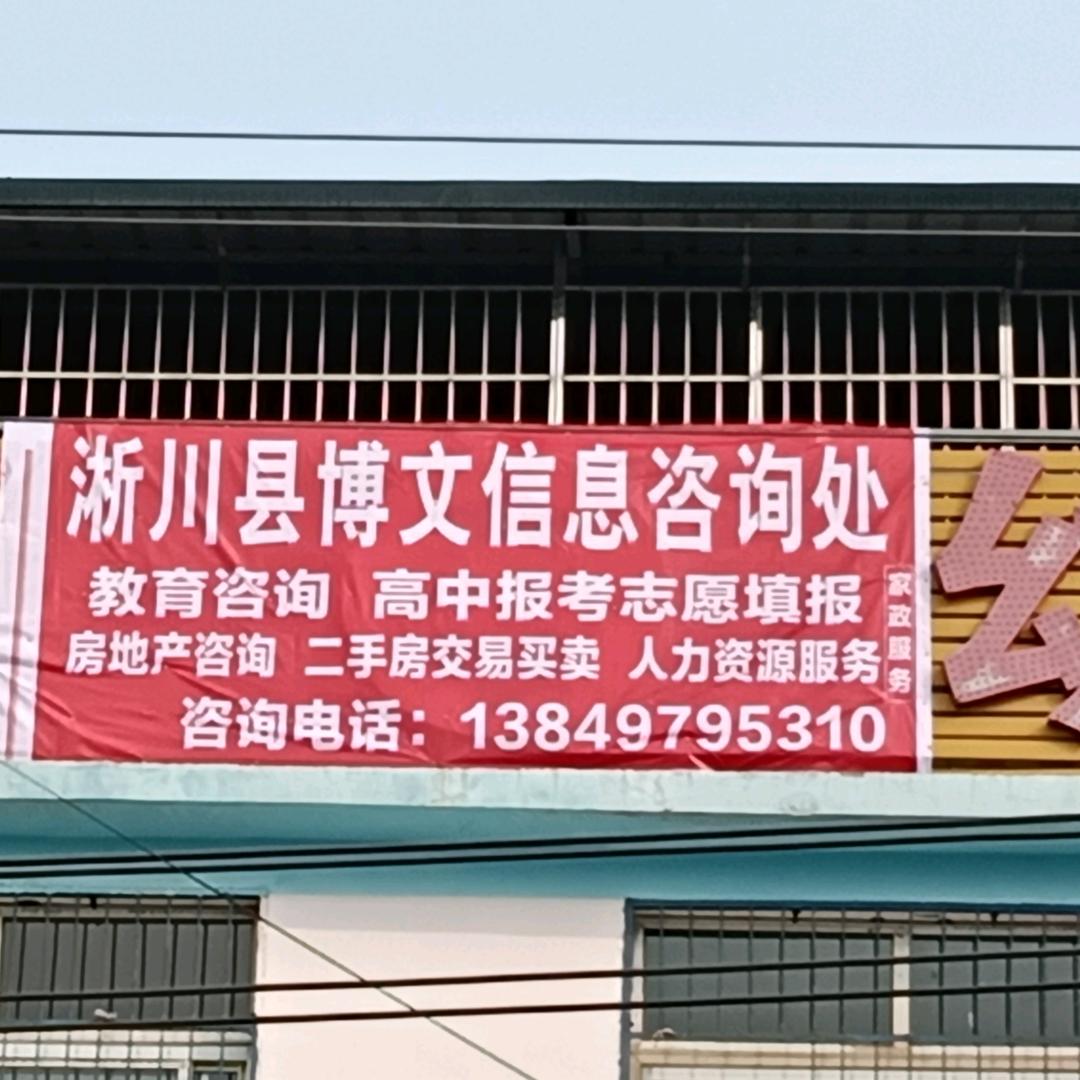 淅川县博文信息咨询处
教育咨询 高中报考志愿填报
房地产咨询 二手房交易买卖 人力资源服务
家政服务
咨询电话：13849795310